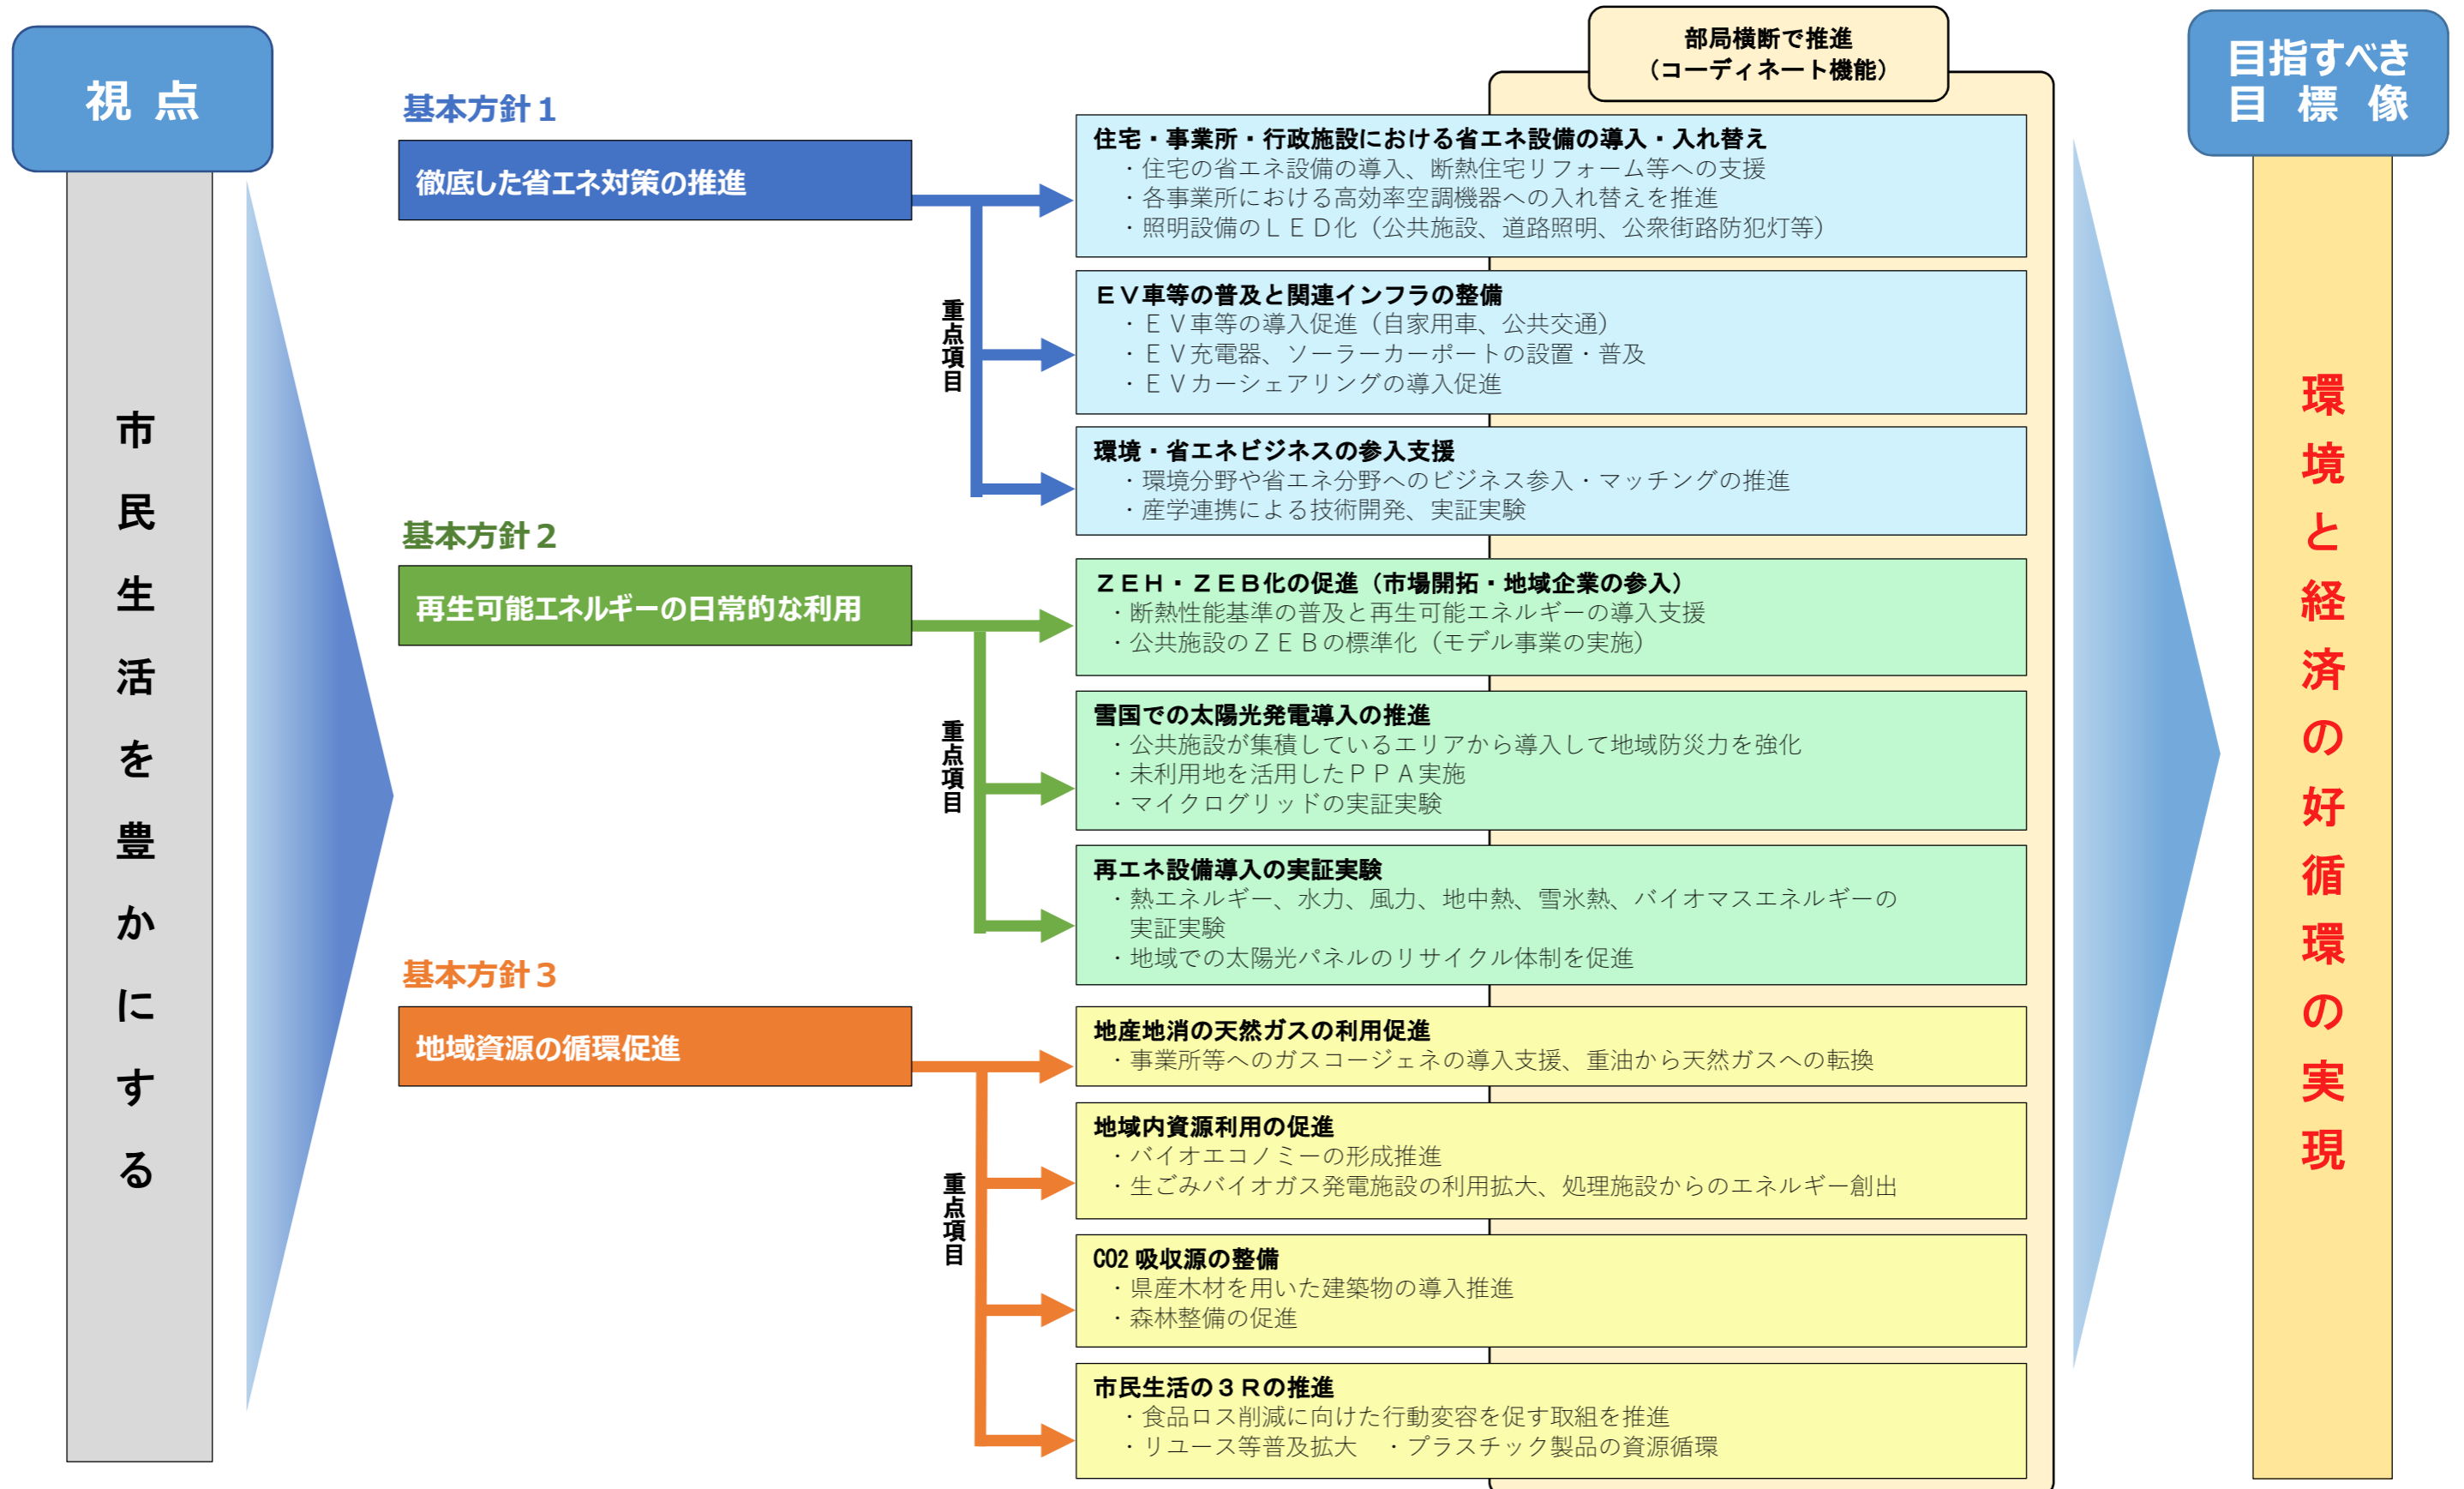 視 点
市民生活を豊かにする
基本方針１
徹底した省エネ対策の推進
重点項目
部局横断で推進
（コーディネート機能）
住宅・事業所・行政施設における省エネ設備の導入・入れ替え
・住宅の省エネ設備の導入、断熱住宅リフォーム等への支援
・各事業所における高効率空調機器への入れ替えを推進
・照明設備のＬＥＤ化（公共施設、道路照明、公衆街路防犯灯等）
ＥＶ車等の普及と関連インフラの整備
・ＥＶ車等の導入促進（自家用車、公共交通）
・ＥＶ充電器、ソーラーカーポートの設置・普及
・ＥＶカーシェアリングの導入促進
環境・省エネビジネスの参入支援
・環境分野や省エネ分野へのビジネス参入・マッチングの推進
・産学連携による技術開発、実証実験
基本方針２
再生可能エネルギーの日常的な利用
重点項目
ＺＥＨ・ＺＥＢ化の促進（市場開拓・地域企業の参入）
・断熱性能基準の普及と再生可能エネルギーの導入支援
・公共施設のＺＥＢの標準化（モデル事業の実施）
雪国での太陽光発電導入の推進
・公共施設が集積しているエリアから導入して地域防災力を強化
・未利用地を活用したＰＰＡ実施
・マイクログリッドの実証実験
再エネ設備導入の実証実験
・熱エネルギー、水力、風力、地中熱、雪氷熱、バイオマスエネルギーの
実証実験
・地域での太陽光パネルのリサイクル体制を促進
基本方針３
地域資源の循環促進
重点項目
地産地消の天然ガスの利用促進
・事業所等へのガスコージェネの導入支援、重油から天然ガスへの転換
地域内資源利用の促進
・バイオエコノミーの形成推進
・生ごみバイオガス発電施設の利用拡大、処理施設からのエネルギー創出
CO2 吸収源の整備
・県産木材を用いた建築物の導入推進
・森林整備の促進
市民生活の３Ｒの推進
・食品ロス削減に向けた行動変容を促す取組を推進
・リユース等普及拡大　・プラスチック製品の資源循環
目指すべき
目 標 像
環境と経済の好循環の実現